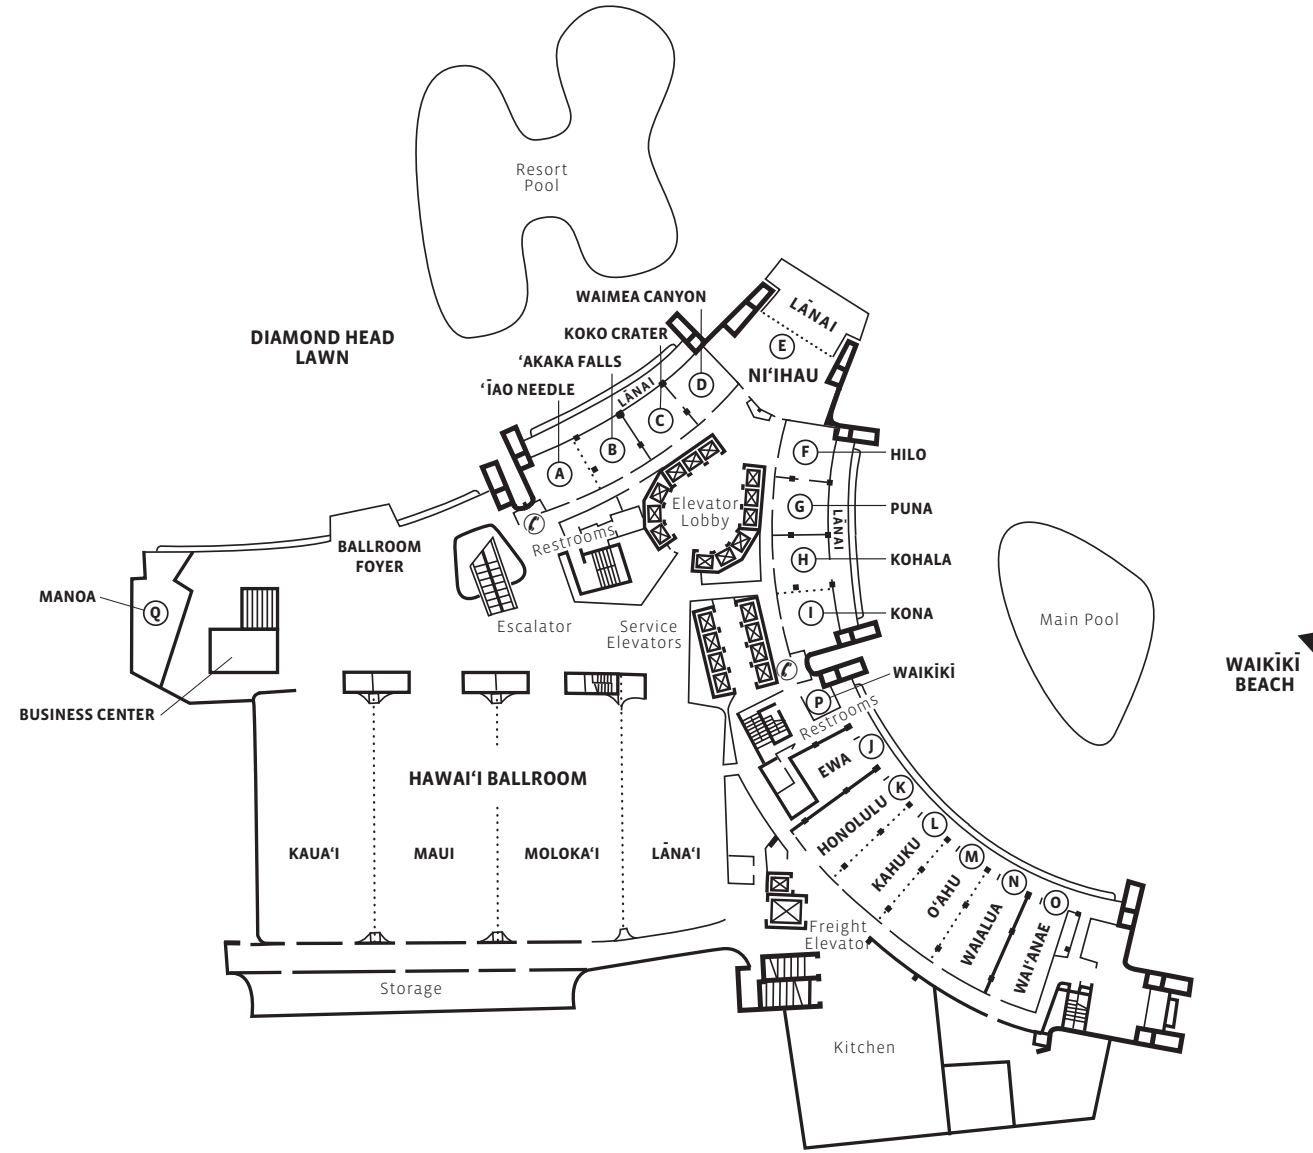 Resort
Pool
WAIMEA CANYON
LĀNAI
DIAMOND HEAD
LAWN
KOKO CRATER
E
ʻAKAKA FALLS
NIʻIHAU
ʻĪAO NEEDLE
LĀNAI
D
C
B
A
F
HILO
Elevator
Lobby
G
PUNA
LĀNAI
Restrooms
BALLROOM
FOYER
H
KOHALA
MANOA
Q
I
KONA
Main Pool
Escalator
Service
Elevators
WAIKĪKĪ
BEACH
WAIKĪKĪ
P
Restrooms
BUSINESS CENTER
J
EWA
HAWAIʻI BALLROOM
K
HONOLULU
L
KAUAʻI
MAUI
MOLOKAʻI
LĀNAʻI
KAHUKU
M
OʻAHU
N
WAIALUA
O
WAIʻANAE
Freight
Elevator
Storage
Kitchen